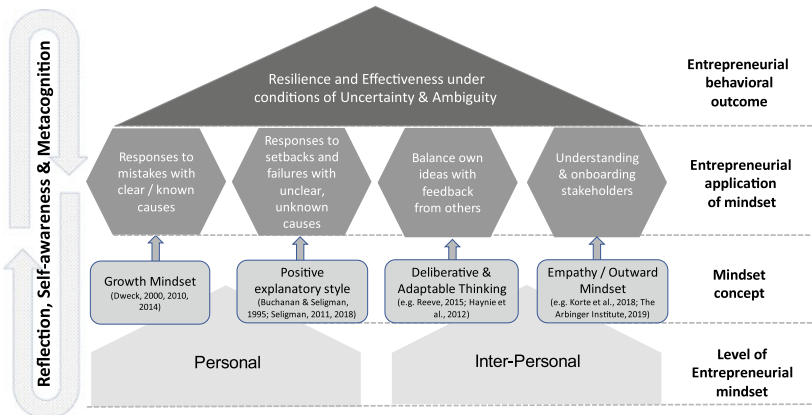 Reflection, Self-awareness & Metacognition
Resilience and Effectiveness under
conditions of Uncertainty & Ambiguity
Entrepreneurial
behavioral
outcome
Responses to
mistakes with
clear / known
causes
Responses to
setbacks and
failures with
unclear,
unknown
causes
Balance own
ideas with
feedback
from others
Understanding
& onboarding
stakeholders
Entrepreneurial
application
of mindset
Growth Mindset
(Dweck, 2000, 2010,
2014)
Positive
explanatory style
(Buchanan & Seligman,
1995; Seligman, 2011, 2018)
Deliberative &
Adaptable Thinking
(e.g. Reeve, 2015; Haynie et
al., 2012)
Empathy / Outward
Mindset
(e.g. Korte et al., 2018; The
Arbinger Institute, 2019)
Mindset
concept
Personal
Inter-Personal
Level of
Entrepreneurial
mindset